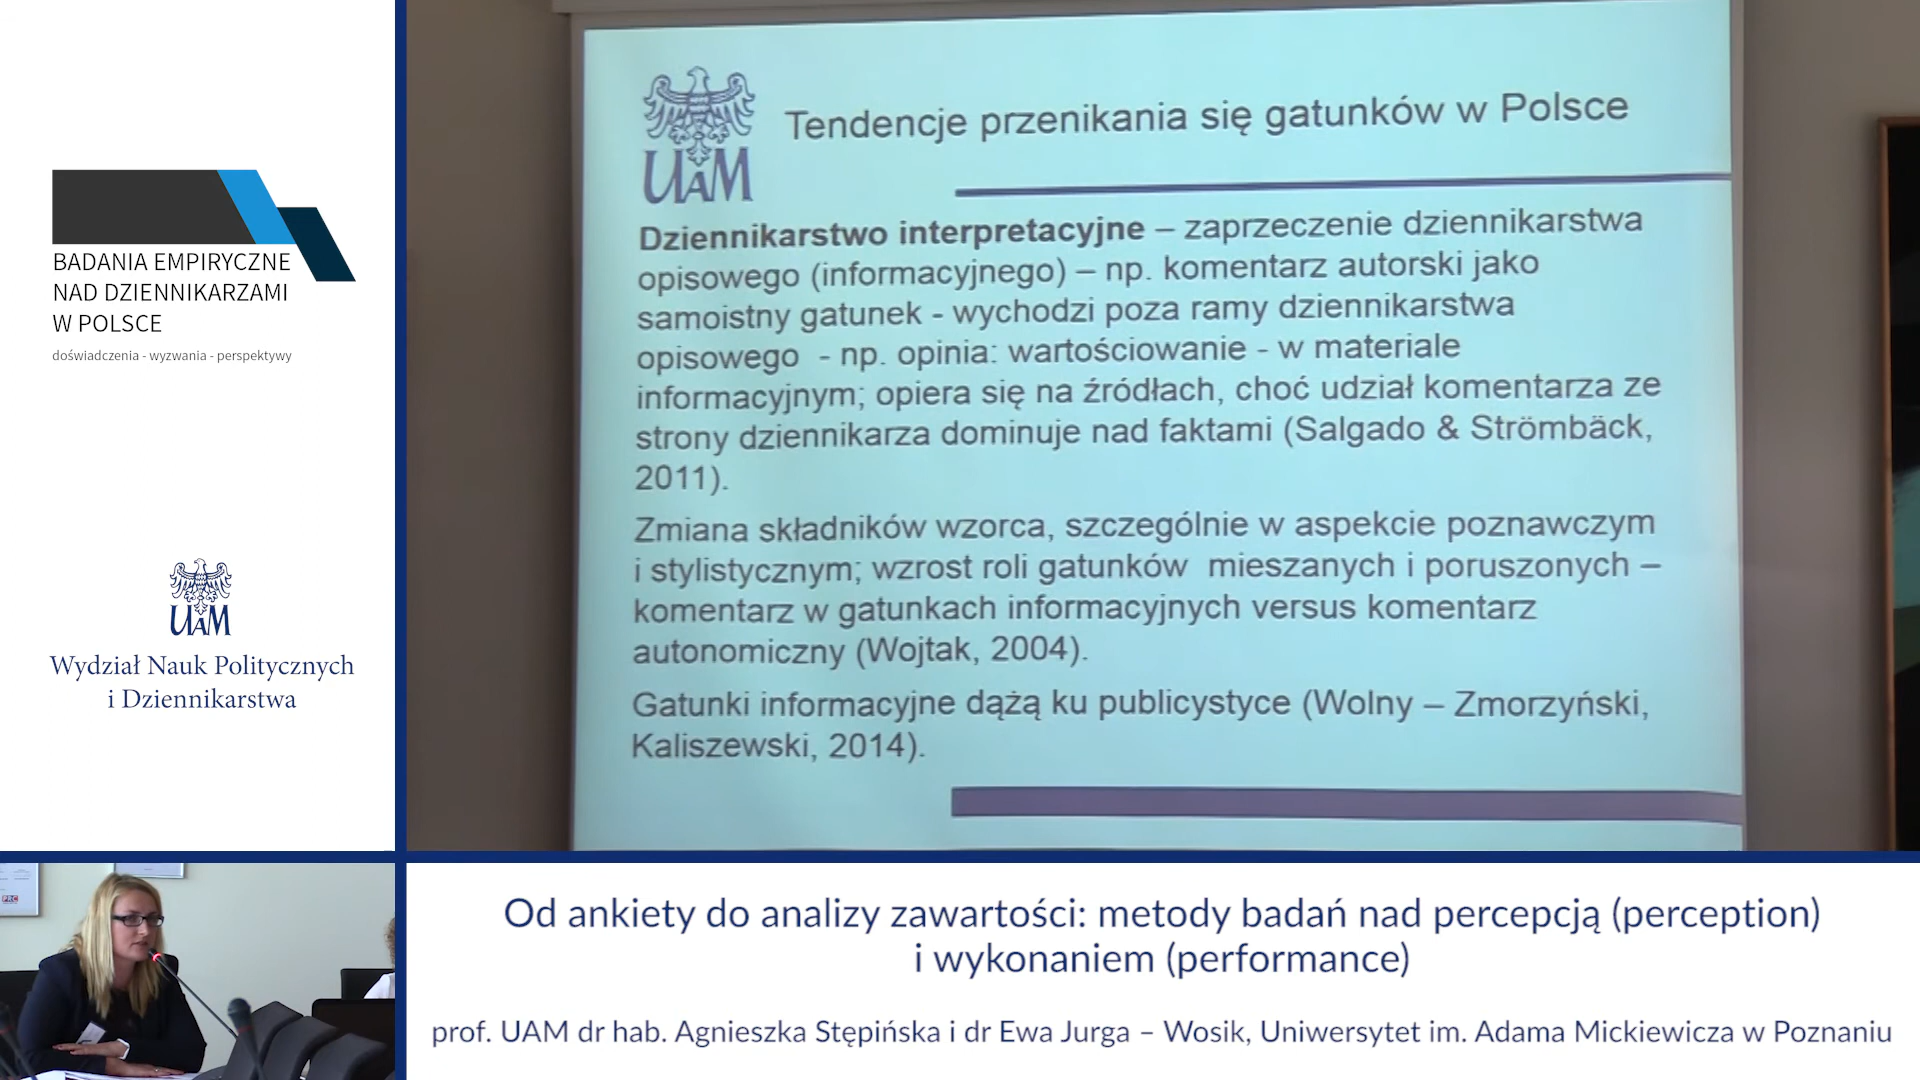 BADANIA EMPIRYCZNE
NAD DZIENNIKARZAMI
W POLSCE
doświadczenia - wyzwania - perspektywy
UAM
Wydział Nauk Politycznych
i Dziennikarstwa
UAM
Tendencje przenikania się gatunków w Polsce
Dziennikarstwo interpretacyjne – zaprzeczenie dziennikarstwa
opisowego (informacyjnego) – np. komentarz autorski jako
samoistny gatunek - wychodzi poza ramy dziennikarstwa
opisowego - np. opinia: wartościowanie - w materiale
informacyjnym; opiera się na źródłach, choć udział komentarza ze
strony dziennikarza dominuje nad faktami (Salgado & Strömbäck,
2011).
Zmiana składników wzorca, szczególnie w aspekcie poznawczym
i stylistycznym; wzrost roli gatunków mieszanych i poruszonych –
komentarz w gatunkach informacyjnych versus komentarz
autonomiczny (Wojtak, 2004).
Gatunki informacyjne dążą ku publicystyce (Wolny – Zmorzyński,
Kaliszewski, 2014).
PRC
Od ankiety do analizy zawartości: metody badań nad percepcją (perception)
i wykonaniem (performance)
prof. UAM dr hab. Agnieszka Stępińska i dr Ewa Jurga – Wosik, Uniwersytet im. Adama Mickiewicza w Poznaniu